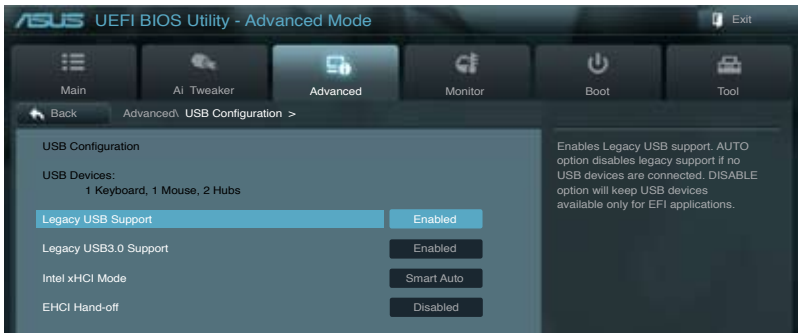 ASUS UEFI BIOS Utility - Advanced Mode
Exit
Main
Ai Tweaker
Advanced
Monitor
Boot
Tool
Back
Advanced\ USB Configuration >
USB Configuration
USB Devices:
1 Keyboard, 1 Mouse, 2 Hubs
Legacy USB Support Enabled
Legacy USB3.0 Support Enabled
Intel xHCI Mode Smart Auto
EHCI Hand-off Disabled
Enables Legacy USB support. AUTO
option disables legacy support if no
USB devices are connected. DISABLE
option will keep USB devices
available only for EFI applications.